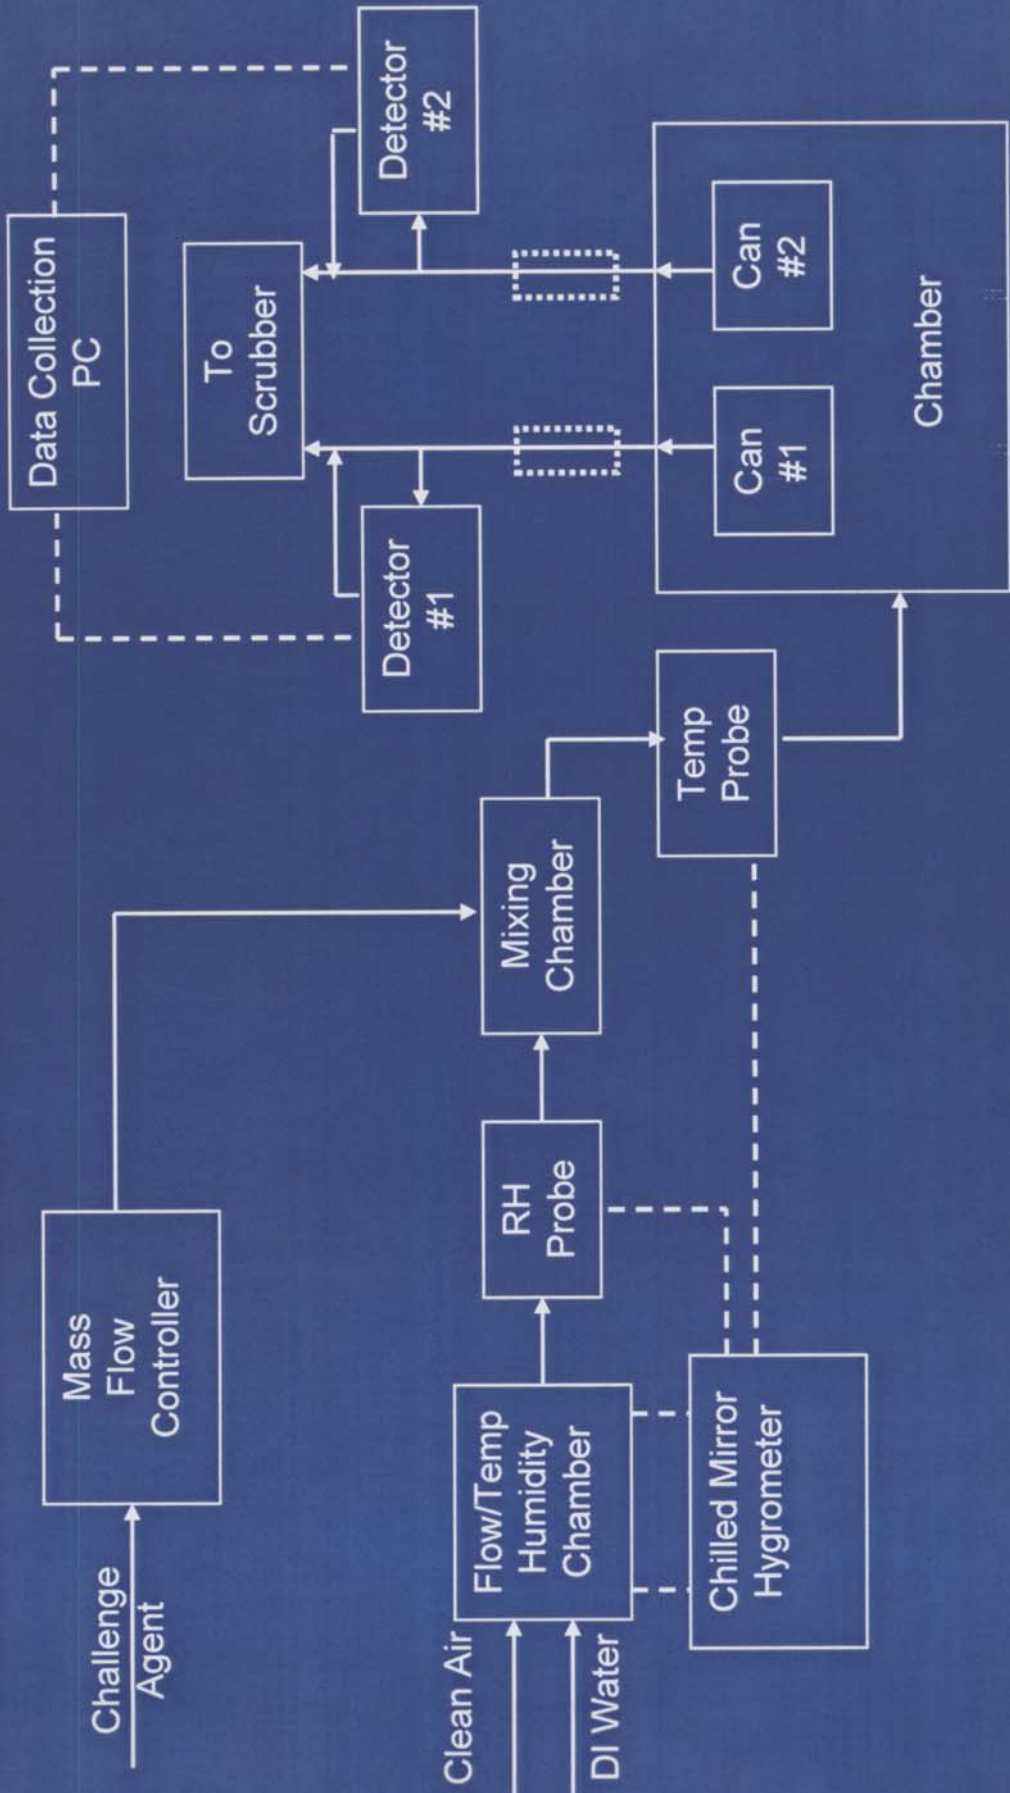 Challenge
Agent
Mass
Flow
Controller
Clean Air
DI Water
Flow/Temp
Humidity
Chamber
Chilled Mirror
Hygrometer
RH
Probe
Mixing
Chamber
Temp
Probe
Data Collection
PC
To
Scrubber
Detector
#1
Detector
#2
Can
#1
Can
#2
Chamber